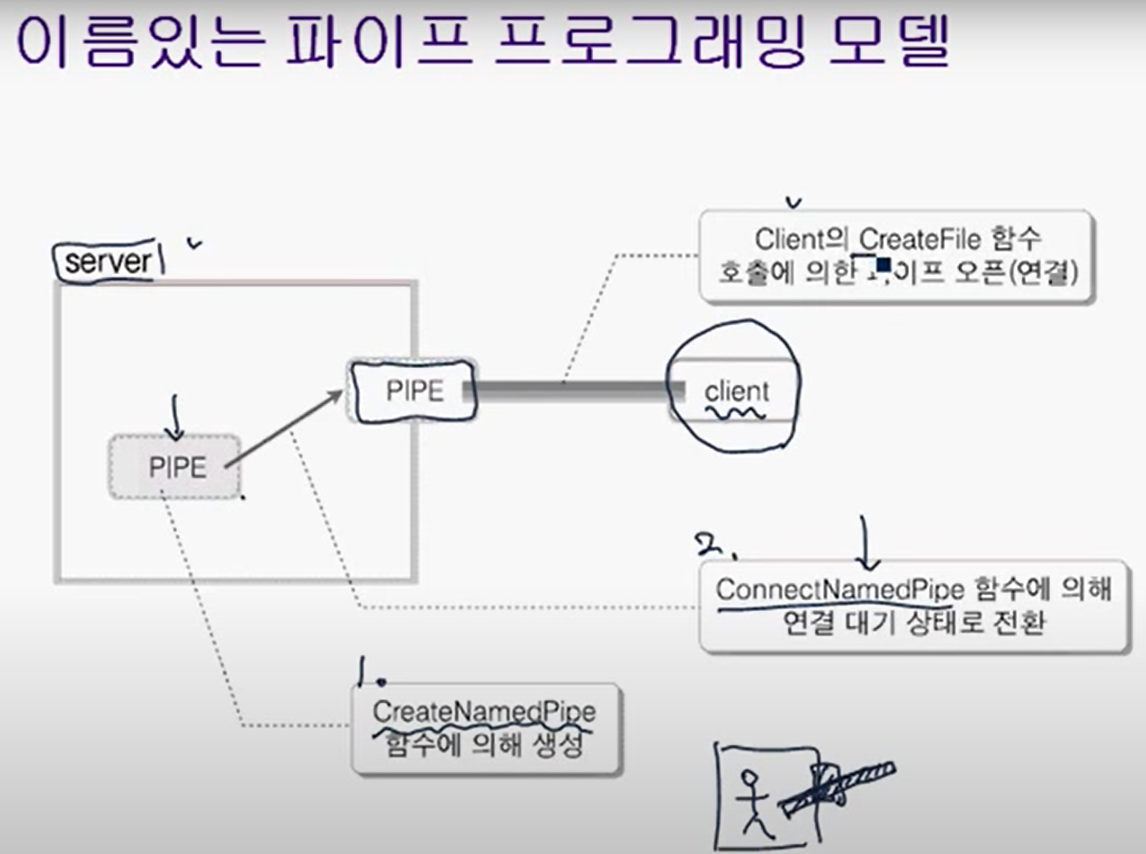 이름있는 파이프 프로그래밍 모델
server
Client의 CreateFile 함수
호출에 의한 파이프 오픈(연결)
PIPE
client
PIPE
2.
ConnectNamedPipe 함수에 의해
연결 대기 상태로 전환
1.
CreateNamedPipe
함수에 의해 생성